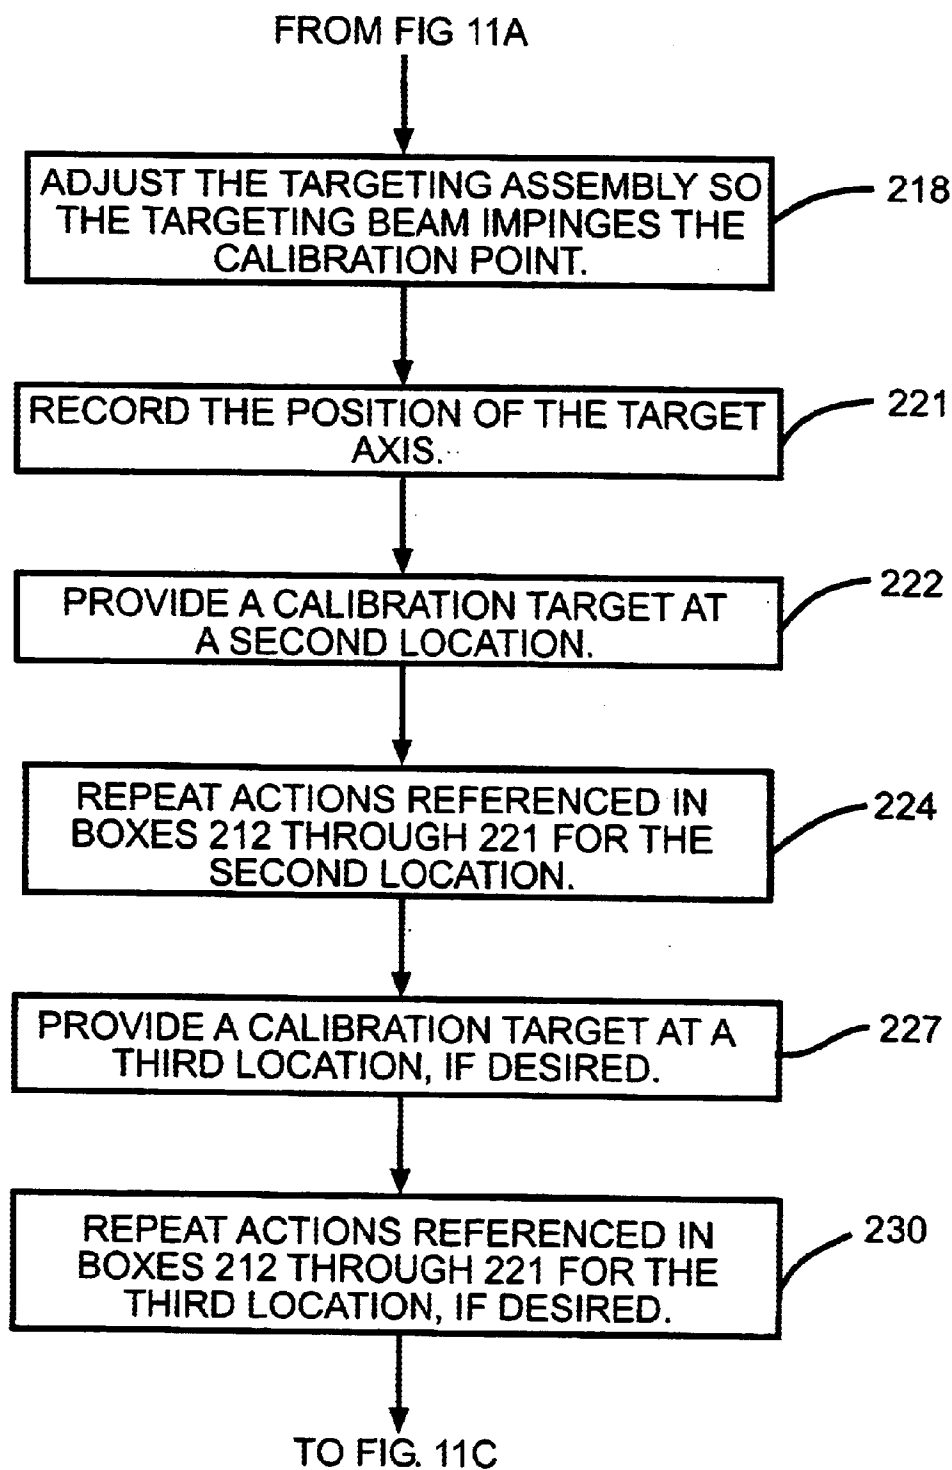 FROM FIG 11A
ADJUST THE TARGETING ASSEMBLY SO
THE TARGETING BEAM IMPINGES THE
CALIBRATION POINT.
218
RECORD THE POSITION OF THE TARGET
AXIS.
221
PROVIDE A CALIBRATION TARGET AT
A SECOND LOCATION.
222
REPEAT ACTIONS REFERENCED IN
BOXES 212 THROUGH 221 FOR THE
SECOND LOCATION.
224
PROVIDE A CALIBRATION TARGET AT A
THIRD LOCATION, IF DESIRED.
227
REPEAT ACTIONS REFERENCED IN
BOXES 212 THROUGH 221 FOR THE
THIRD LOCATION, IF DESIRED.
230
TO FIG. 11C